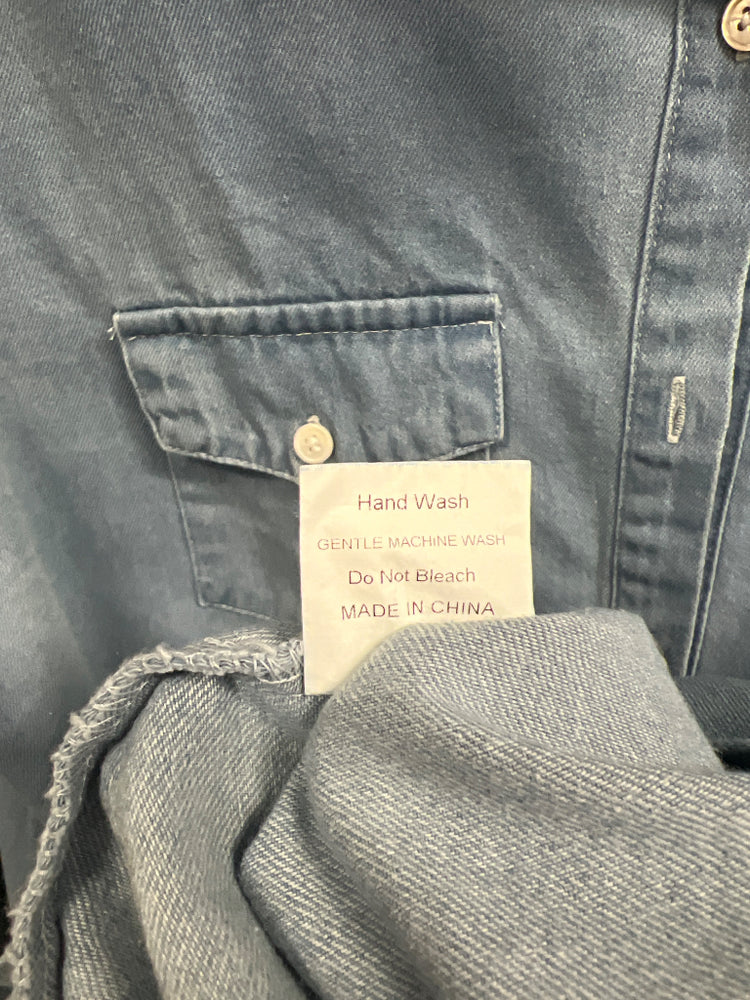 Hand Wash
GENTLE MACHINE WASH
Do Not Bleach
MADE IN CHINA